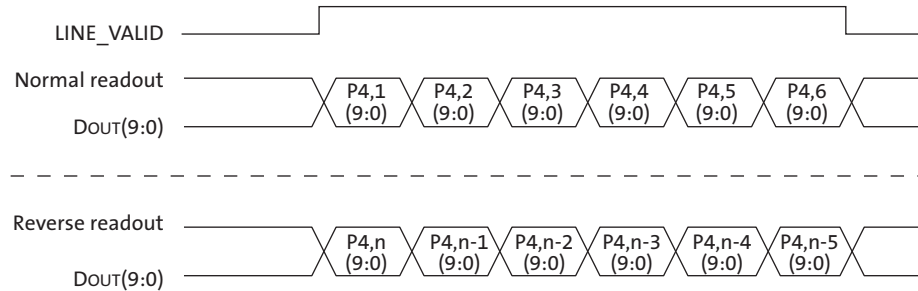 LINE_VALID
Normal readout
P4,1 P4,2 P4,3 P4,4 P4,5 P4,6
(9:0) (9:0) (9:0) (9:0) (9:0) (9:0)
DOUT(9:0)
Reverse readout
P4,n P4,n-1 P4,n-2 P4,n-3 P4,n-4 P4,n-5
(9:0) (9:0) (9:0) (9:0) (9:0) (9:0)
DOUT(9:0)